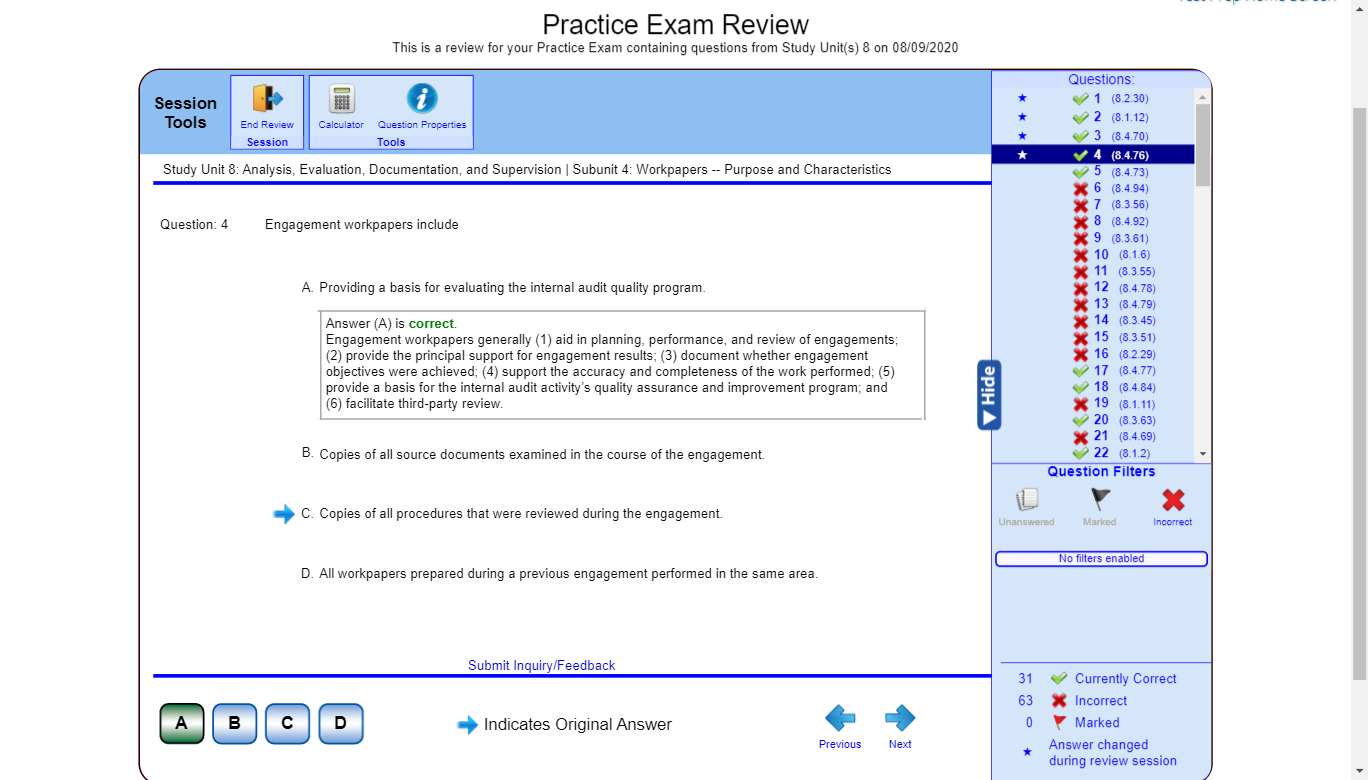 Practice Exam Review
This is a review for your Practice Exam containing questions from Study Unit(s) 8 on 08/09/2020
Session
Tools
End Review
Session
Calculator
Question Properties
Tools
Study Unit 8: Analysis, Evaluation, Documentation, and Supervision | Subunit 4: Workpapers -- Purpose and Characteristics
Question: 4 Engagement workpapers include
A. Providing a basis for evaluating the internal audit quality program.
Answer (A) is correct.
Engagement workpapers generally (1) aid in planning, performance, and review of engagements;
(2) provide the principal support for engagement results; (3) document whether engagement
objectives were achieved; (4) support the accuracy and completeness of the work performed; (5)
provide a basis for the internal audit activity's quality assurance and improvement program; and
(6) facilitate third-party review.
B. Copies of all source documents examined in the course of the engagement.
C. Copies of all procedures that were reviewed during the engagement.
D. All workpapers prepared during a previous engagement performed in the same area.
Submit Inquiry/Feedback
A B C D
Indicates Original Answer
Previous
Next
Hide
Questions:
1 (8.2.30)
2 (8.1.12)
3 (8.4.70)
4 (8.4.76)
5 (8.4.73)
6 (8.4.94)
7 (8.3.56)
8 (8.4.92)
9 (8.3.61)
10 (8.1.6)
11 (8.3.55)
12 (8.4.78)
13 (8.4.79)
14 (8.3.45)
15 (8.3.51)
16 (8.2.29)
17 (8.4.77)
18 (8.4.84)
19 (8.1.11)
20 (8.3.63)
21 (8.4.69)
22 (8.1.2)
Question Filters
Unanswered
Marked
Incorrect
No filters enabled
31 Currently Correct
63 Incorrect
0 Marked
Answer changed
during review session